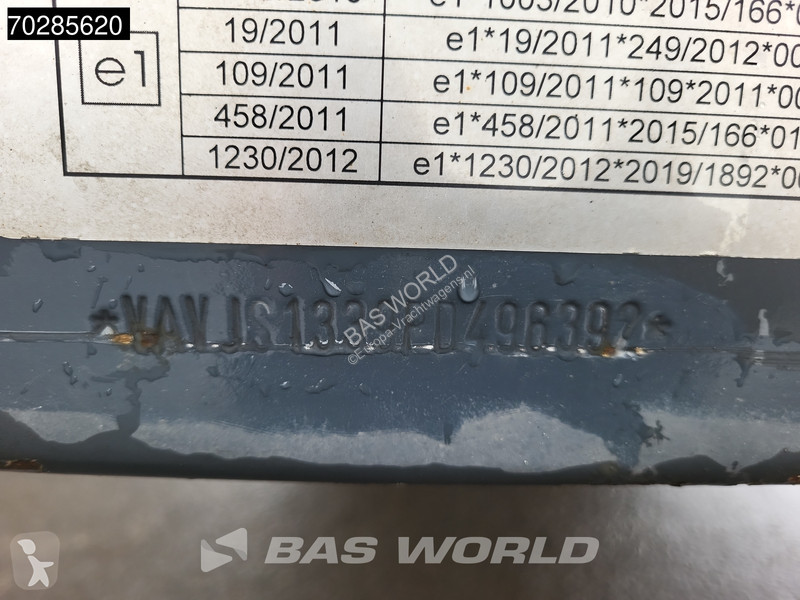 70285620
e1
19/2011 e1*19/2011*249/2012*00
109/2011 e1*109/2011*109*2011*00
458/2011 e1*458/2011*2015/166*01
1230/2012 e1*1230/2012*2019/1892*00
BAS WORLD
©Europa-Vrachtwagens.nl
BAS WORLD